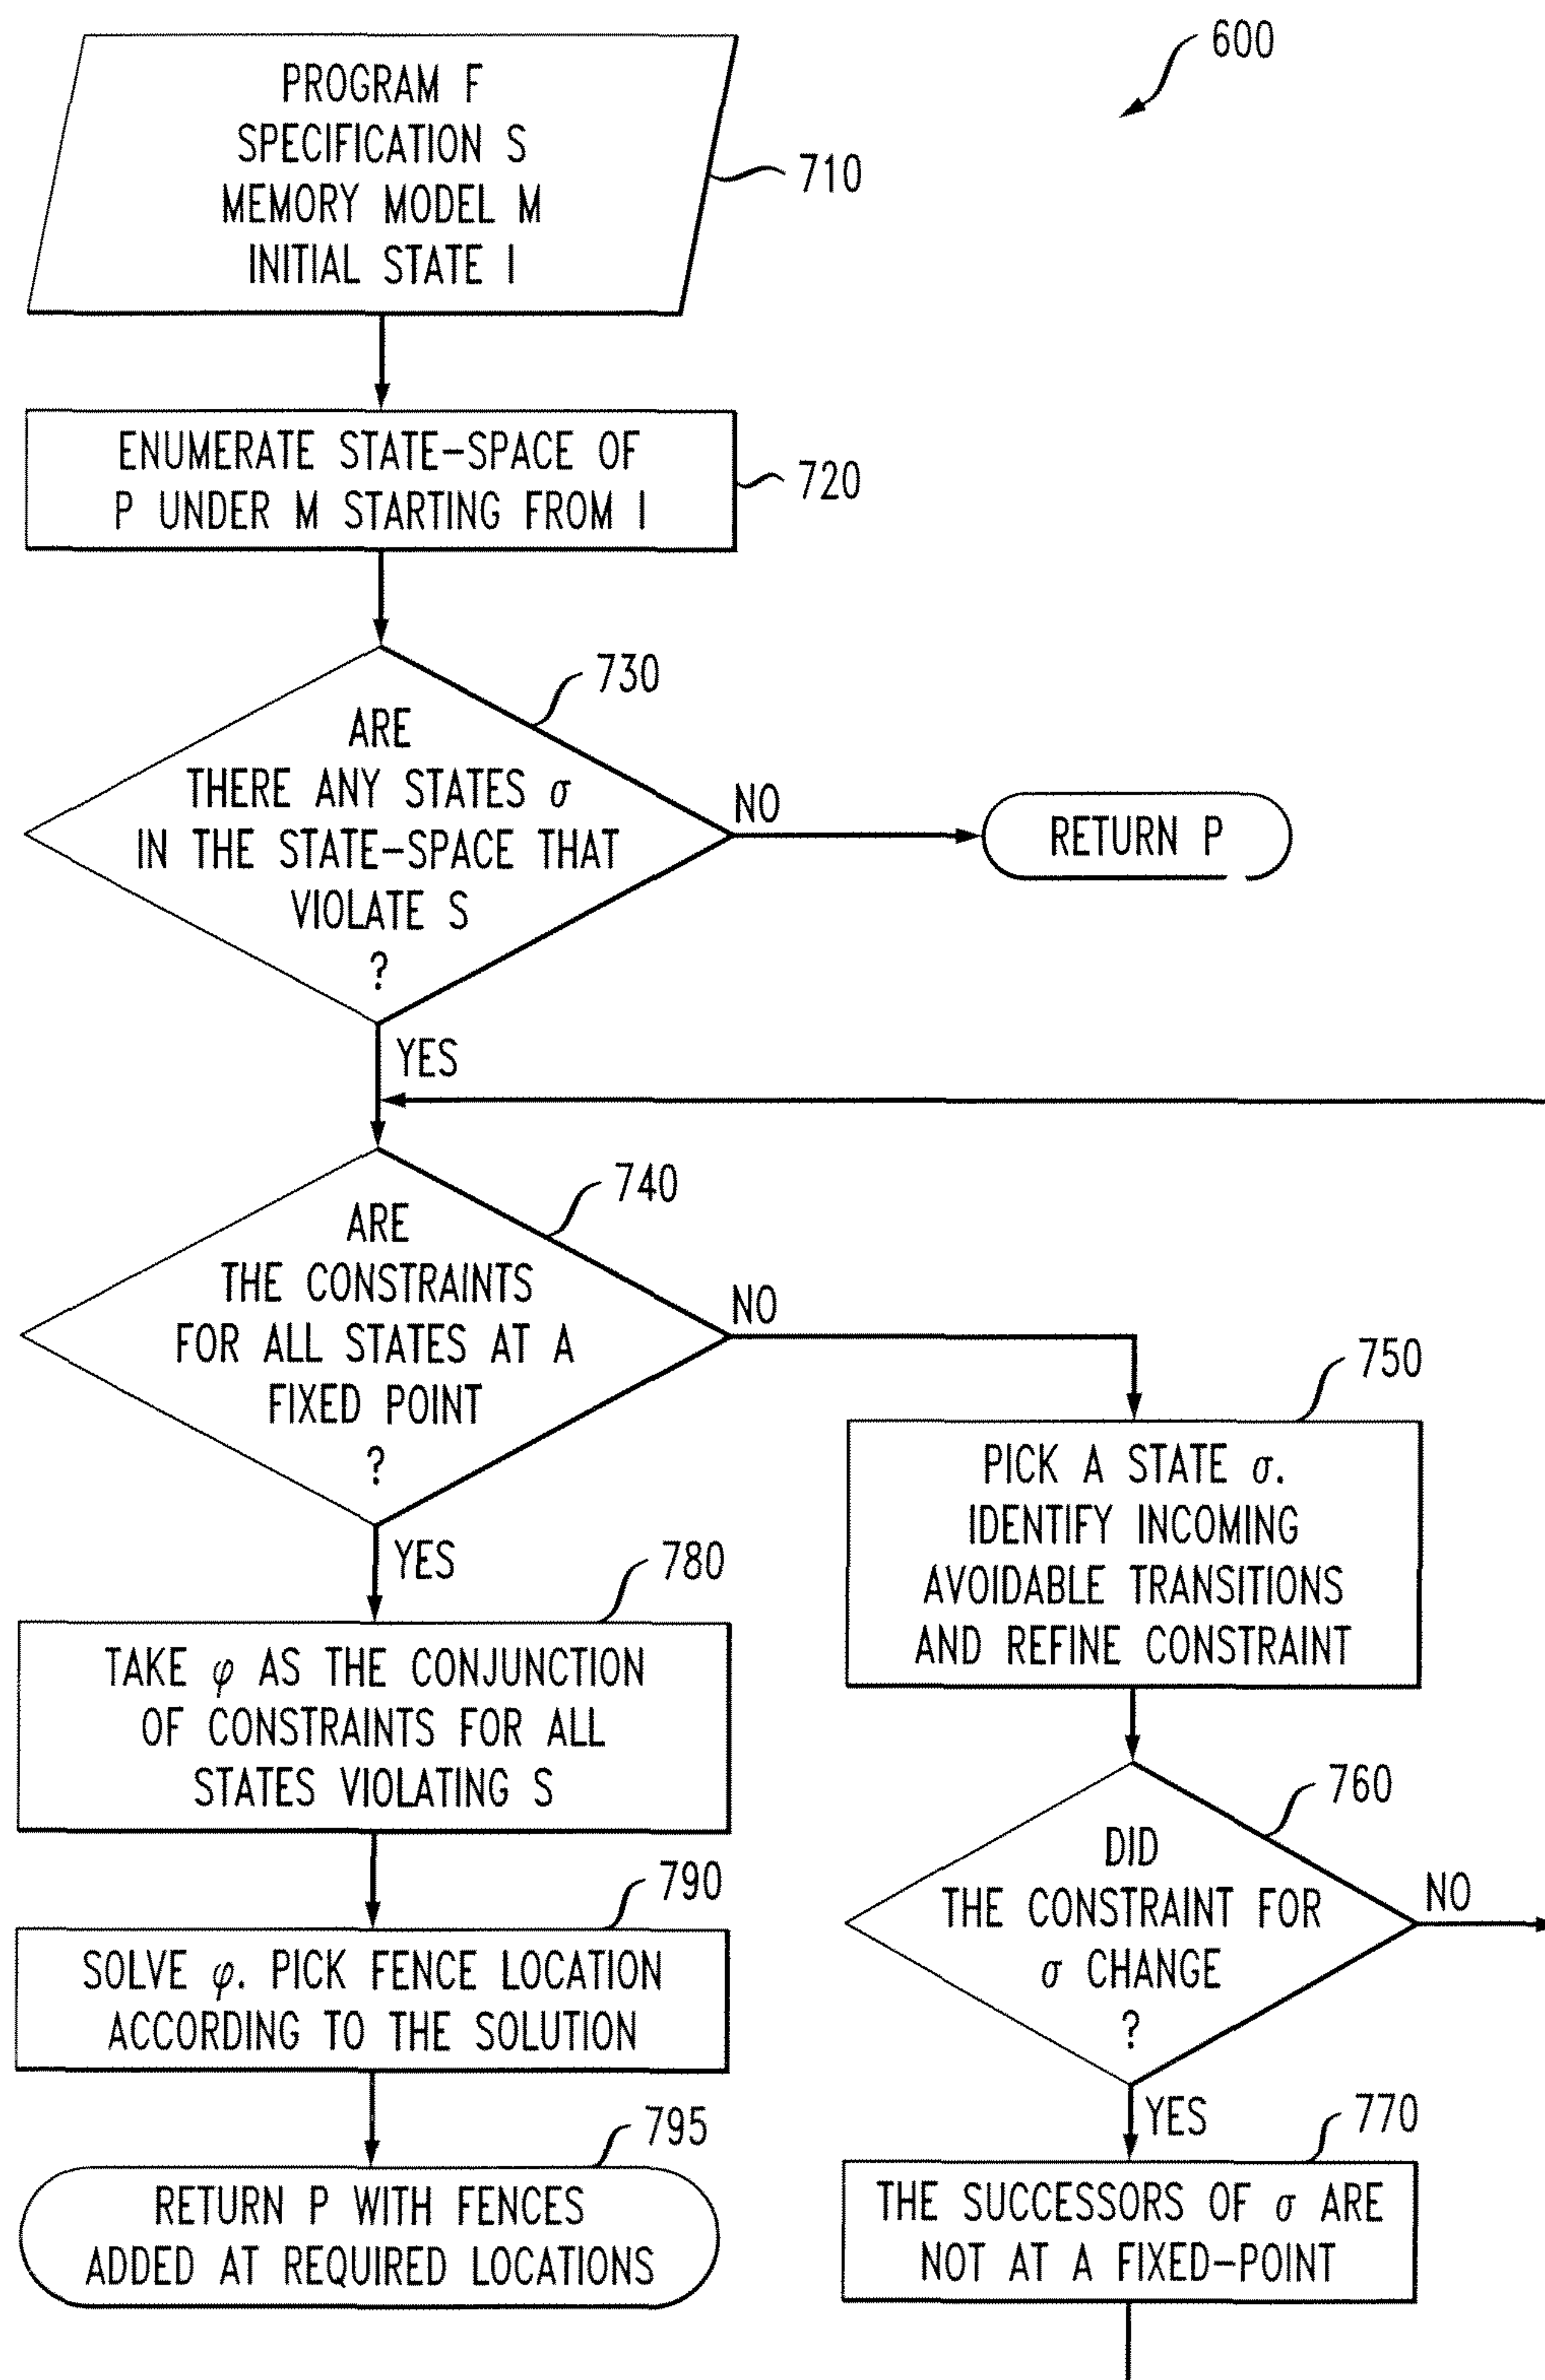 600
PROGRAM F
SPECIFICATION S
MEMORY MODEL M
INITIAL STATE I
710
ENUMERATE STATE-SPACE OF
P UNDER M STARTING FROM I
720
730
ARE
THERE ANY STATES σ
IN THE STATE-SPACE THAT
VIOLATE S
?
NO
RETURN P
YES
740
ARE
THE CONSTRAINTS
FOR ALL STATES AT A
FIXED POINT
?
NO
YES
750
PICK A STATE σ.
IDENTIFY INCOMING
AVOIDABLE TRANSITIONS
AND REFINE CONSTRAINT
760
DID
THE CONSTRAINT FOR
σ CHANGE
?
NO
YES
770
THE SUCCESSORS OF σ ARE
NOT AT A FIXED-POINT
780
TAKE φ AS THE CONJUNCTION
OF CONSTRAINTS FOR ALL
STATES VIOLATING S
790
SOLVE φ. PICK FENCE LOCATION
ACCORDING TO THE SOLUTION
795
RETURN P WITH FENCES
ADDED AT REQUIRED LOCATIONS